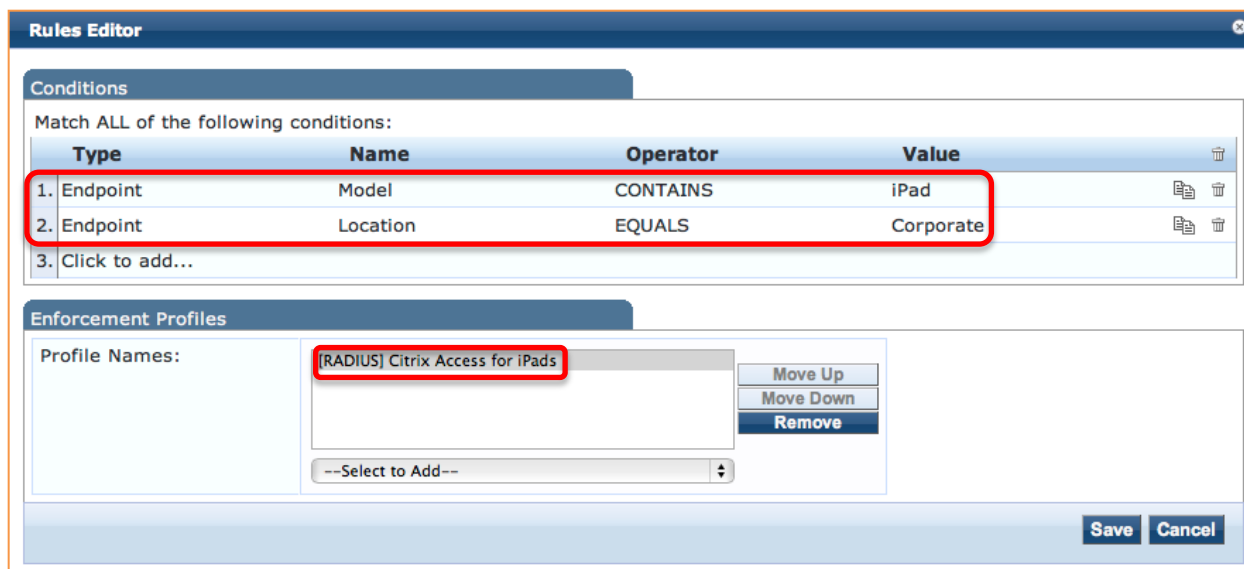 Rules Editor
Conditions
Match ALL of the following conditions:
Type Name Operator Value
1. Endpoint Model CONTAINS iPad
2. Endpoint Location EQUALS Corporate
3. Click to add...
Enforcement Profiles
Profile Names:
[RADIUS] Citrix Access for iPads
Move Up
Move Down
Remove
--Select to Add--
Save Cancel